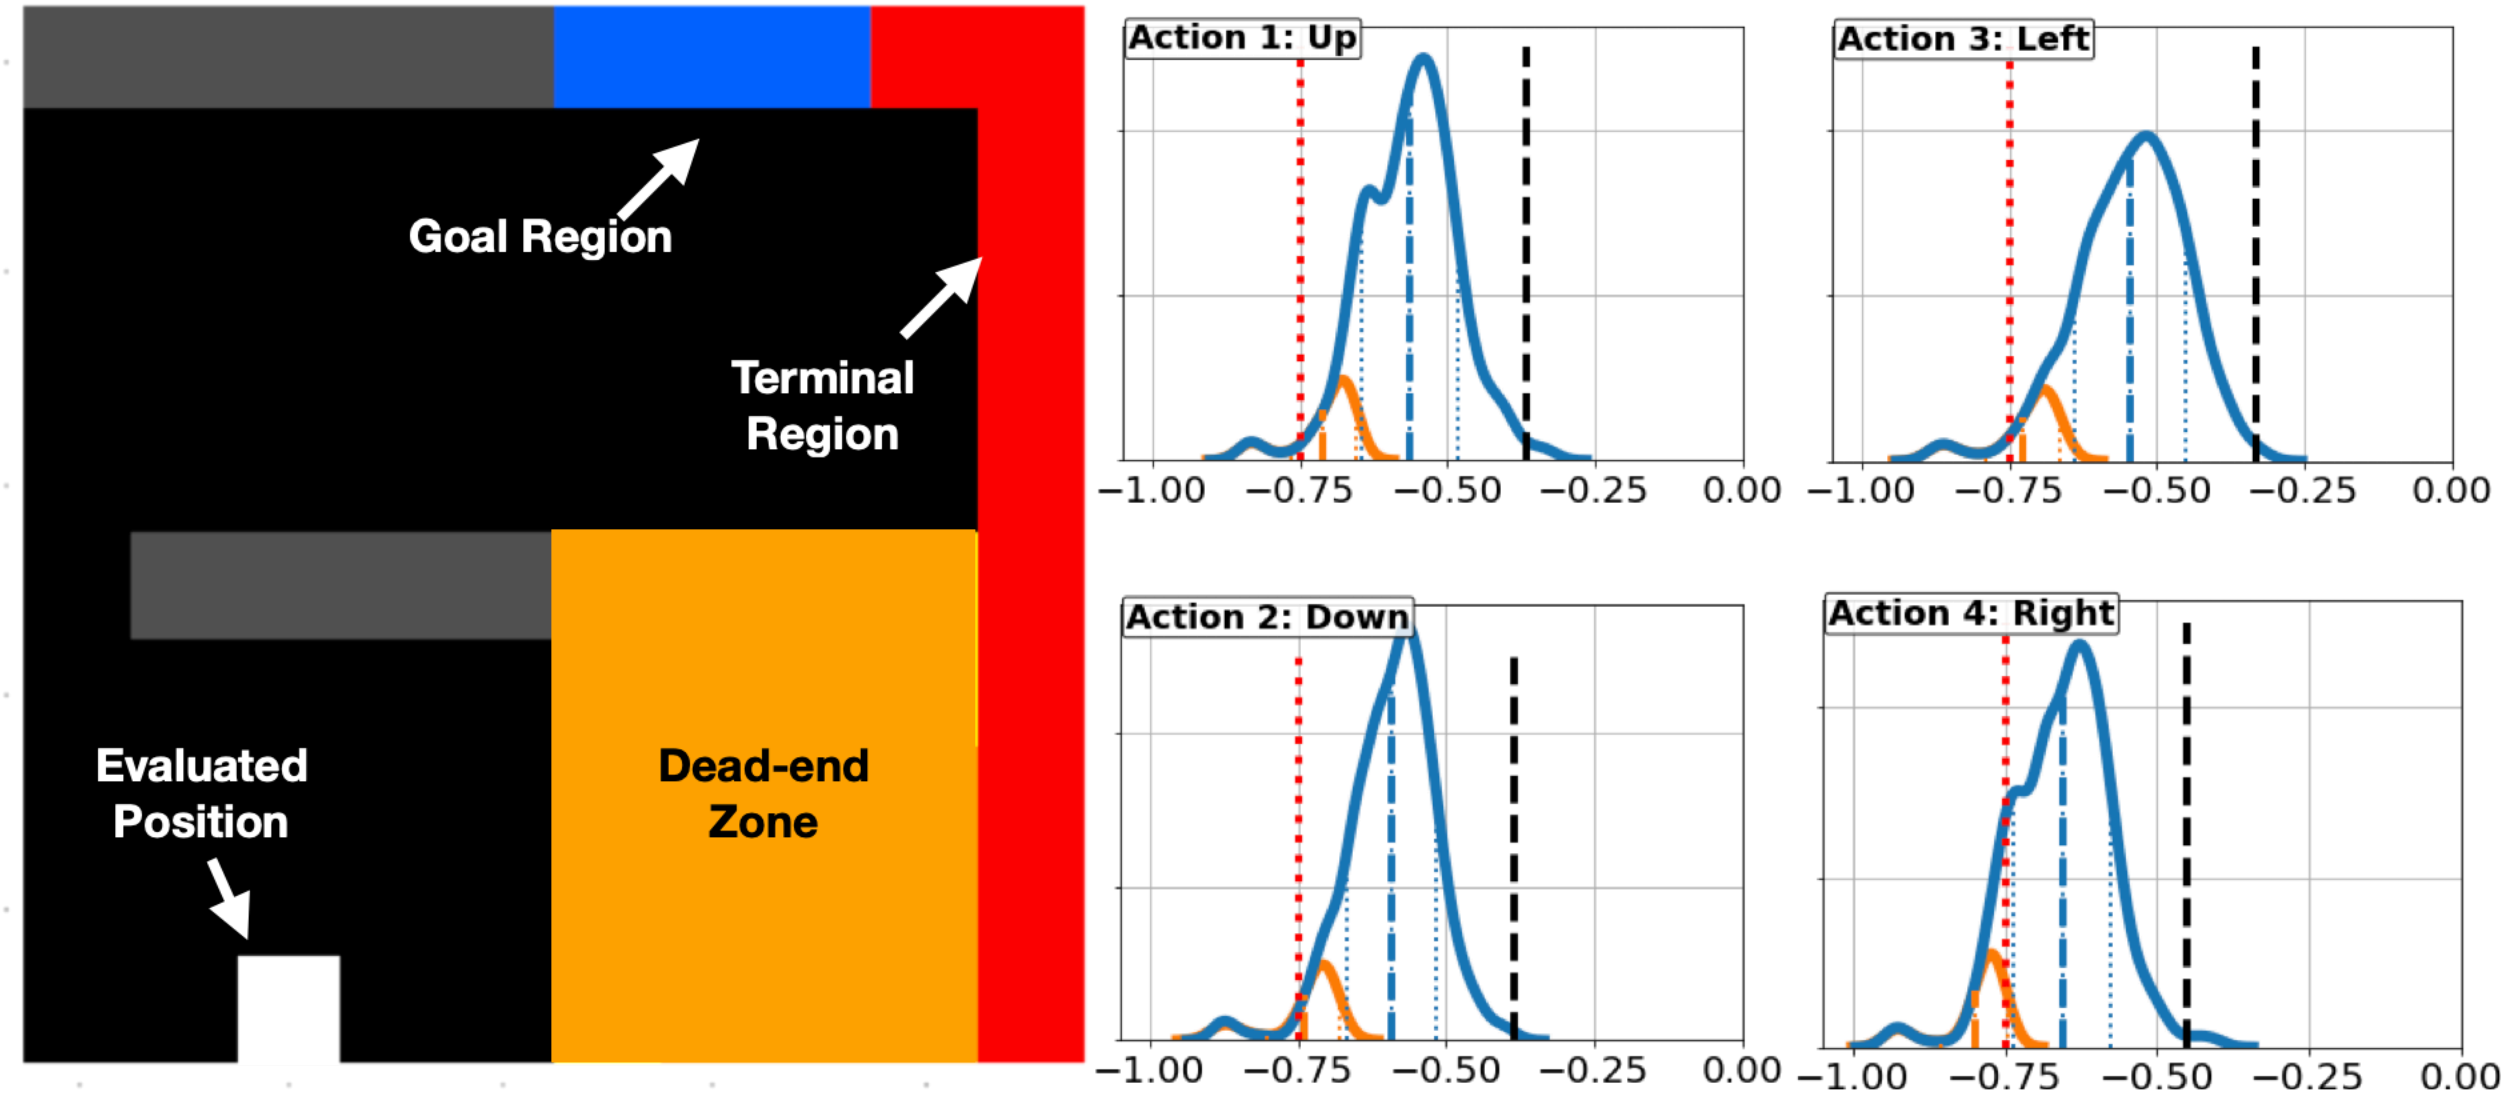 Goal Region
Terminal
Region
Evaluated
Position
Dead-end
Zone
Action 1: Up
−1.00 −0.75 −0.50 −0.25 0.00
Action 3: Left
−1.00 −0.75 −0.50 −0.25 0.00
Action 2: Down
−1.00 −0.75 −0.50 −0.25 0.00
Action 4: Right
−1.00 −0.75 −0.50 −0.25 0.00